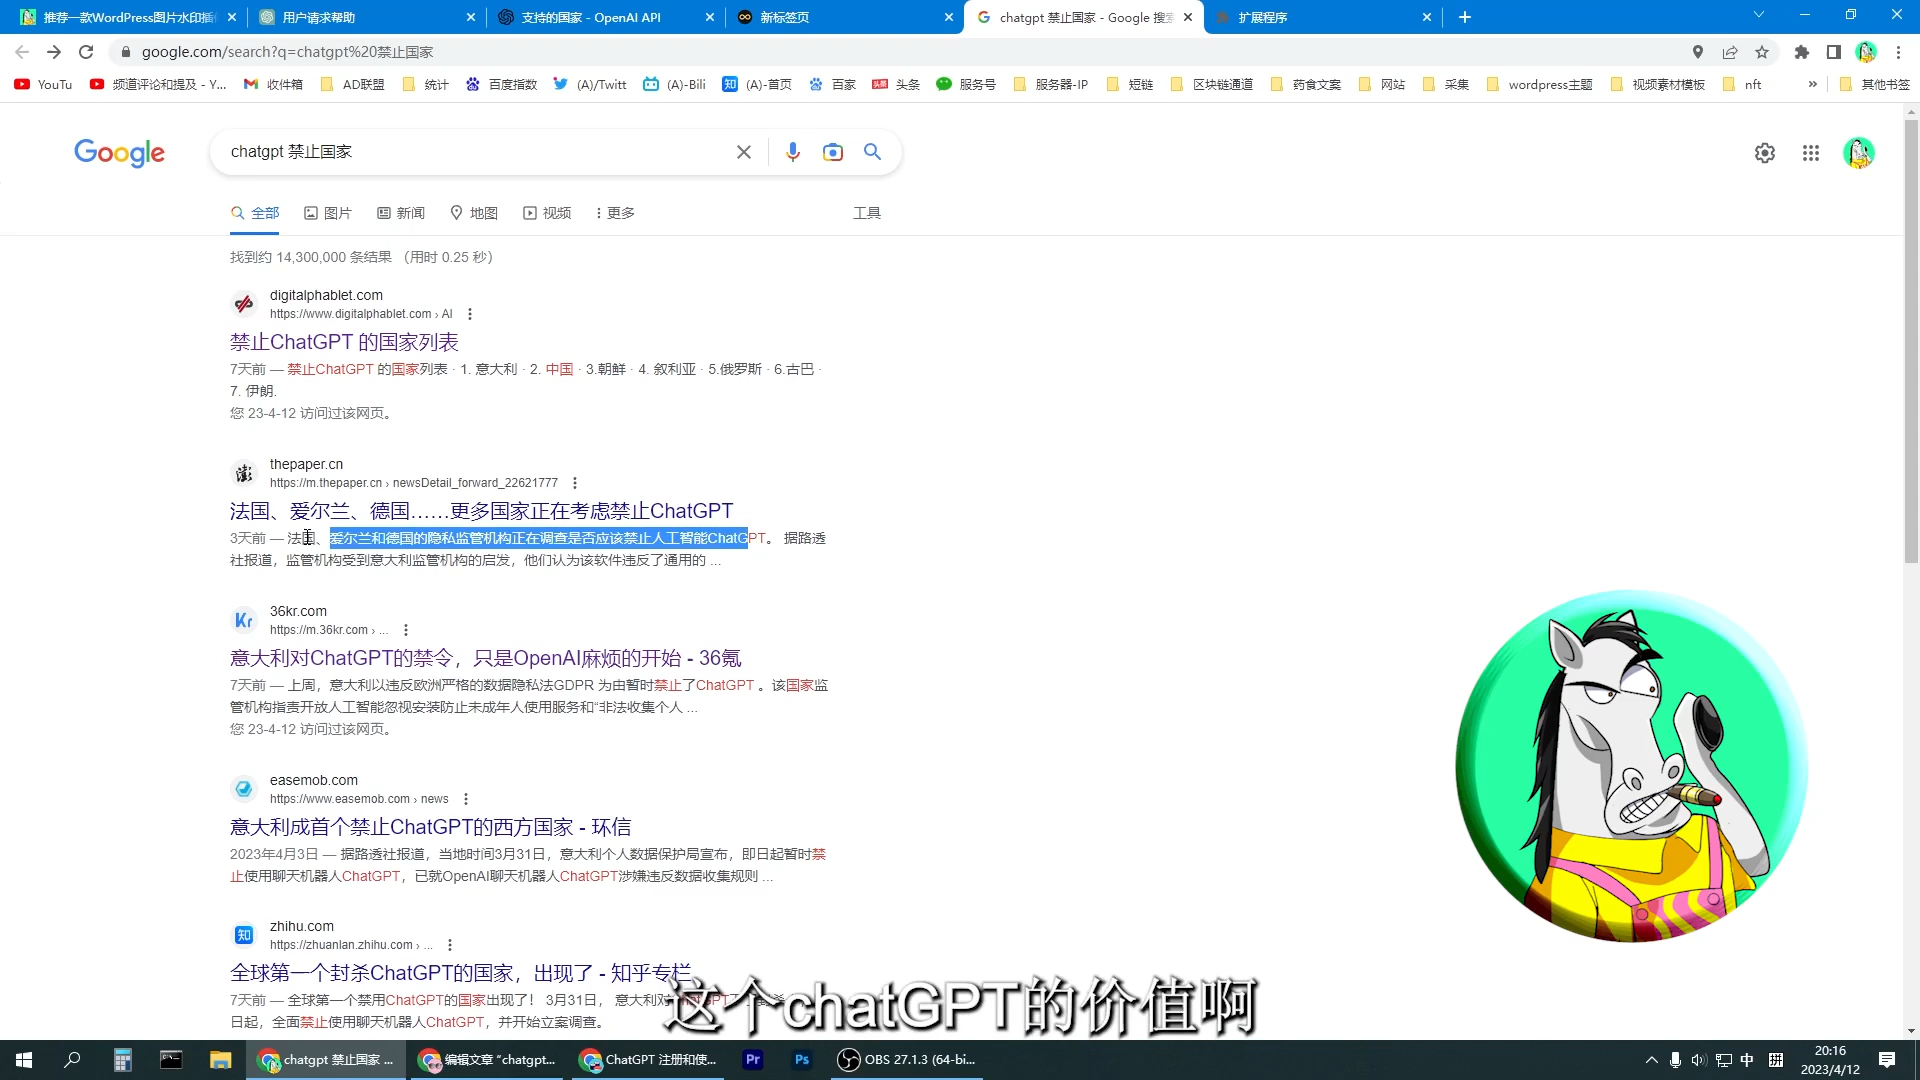 推荐一款WordPress图片水印插
用户请求帮助
支持的国家 - OpenAI API
新标签页
chatgpt 禁止国家 - Google 搜
扩展程序
google.com/search?q=chatgpt%20禁止国家
YouTu
频道评论和提及 - Y...
收件箱
AD联盟
统计
百度指数
(A)/Twitt
(A)-Bili
(A)-首页
百家
头条
服务号
服务器-IP
短链
区块链通道
药食文案
网站
采集
wordpress主题
视频素材模板
nft
»
其他书签
Google
chatgpt 禁止国家
全部
图片
新闻
地图
视频
更多
工具
找到约 14,300,000 条结果 （用时 0.25 秒）
digitalphablet.com
https://www.digitalphablet.com › AI
禁止ChatGPT 的国家列表
7天前 — 禁止ChatGPT 的国家列表 · 1. 意大利 · 2. 中国 · 3.朝鲜 · 4. 叙利亚 · 5.俄罗斯 · 6.古巴 ·
7. 伊朗.
您 23-4-12 访问过该网页。
thepaper.cn
https://m.thepaper.cn › newsDetail_forward_22621777
法国、爱尔兰、德国……更多国家正在考虑禁止ChatGPT
3天前 — 法国、爱尔兰和德国的隐私监管机构正在调查是否应该禁止人工智能ChatGPT。 据路透
社报道，监管机构受到意大利监管机构的启发，他们认为该软件违反了通用的 ...
36kr.com
https://m.36kr.com › ...
意大利对ChatGPT的禁令，只是OpenAI麻烦的开始 - 36氪
7天前 — 上周，意大利以违反欧洲严格的数据隐私法GDPR 为由暂时禁止了ChatGPT 。该国家监
管机构指责开放人工智能忽视安装防止未成年人使用服务和“非法收集个人 ...
您 23-4-12 访问过该网页。
easemob.com
https://www.easemob.com › news
意大利成首个禁止ChatGPT的西方国家 - 环信
2023年4月3日 — 据路透社报道，当地时间3月31日，意大利个人数据保护局宣布，即日起暂时禁
止使用聊天机器人ChatGPT，已就OpenAI聊天机器人ChatGPT涉嫌违反数据收集规则 ...
zhihu.com
https://zhuanlan.zhihu.com › ...
全球第一个封杀ChatGPT的国家，出现了 - 知乎专栏
7天前 — 全球第一个禁用ChatGPT的国家出现了！ 3月31日， 意大利对
日起，全面禁止使用聊天机器人ChatGPT，并开始立案调查。
这个chatGPT的价值啊
chatgpt 禁止国家 ...
编辑文章 “chatgpt...
ChatGPT 注册和使...
Pr
Ps
OBS 27.1.3 (64-bi...
中
20:16
2023/4/12